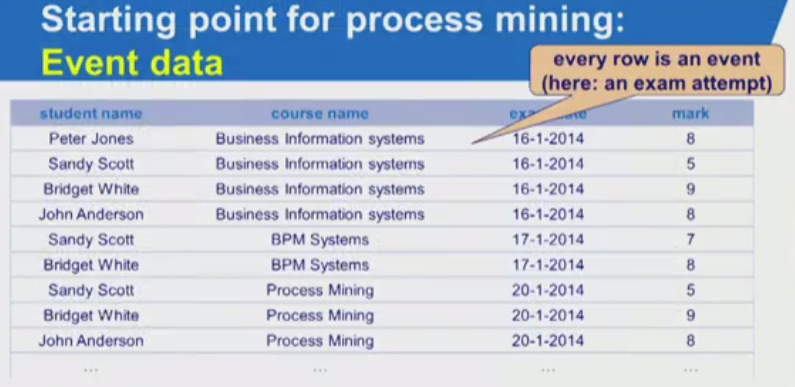 Starting point for process mining:
Event data
every row is an event
(here: an exam attempt)
student name course name mark
Peter Jones Business Information systems 16-1-2014 8
Sandy Scott Business Information systems 16-1-2014 5
Bridget White Business Information systems 16-1-2014 9
John Anderson Business Information systems 16-1-2014 8
Sandy Scott BPM Systems 17-1-2014 7
Bridget White BPM Systems 17-1-2014 8
Sandy Scott Process Mining 20-1-2014 5
Bridget White Process Mining 20-1-2014 9
John Anderson Process Mining 20-1-2014 8
... ... ... ...